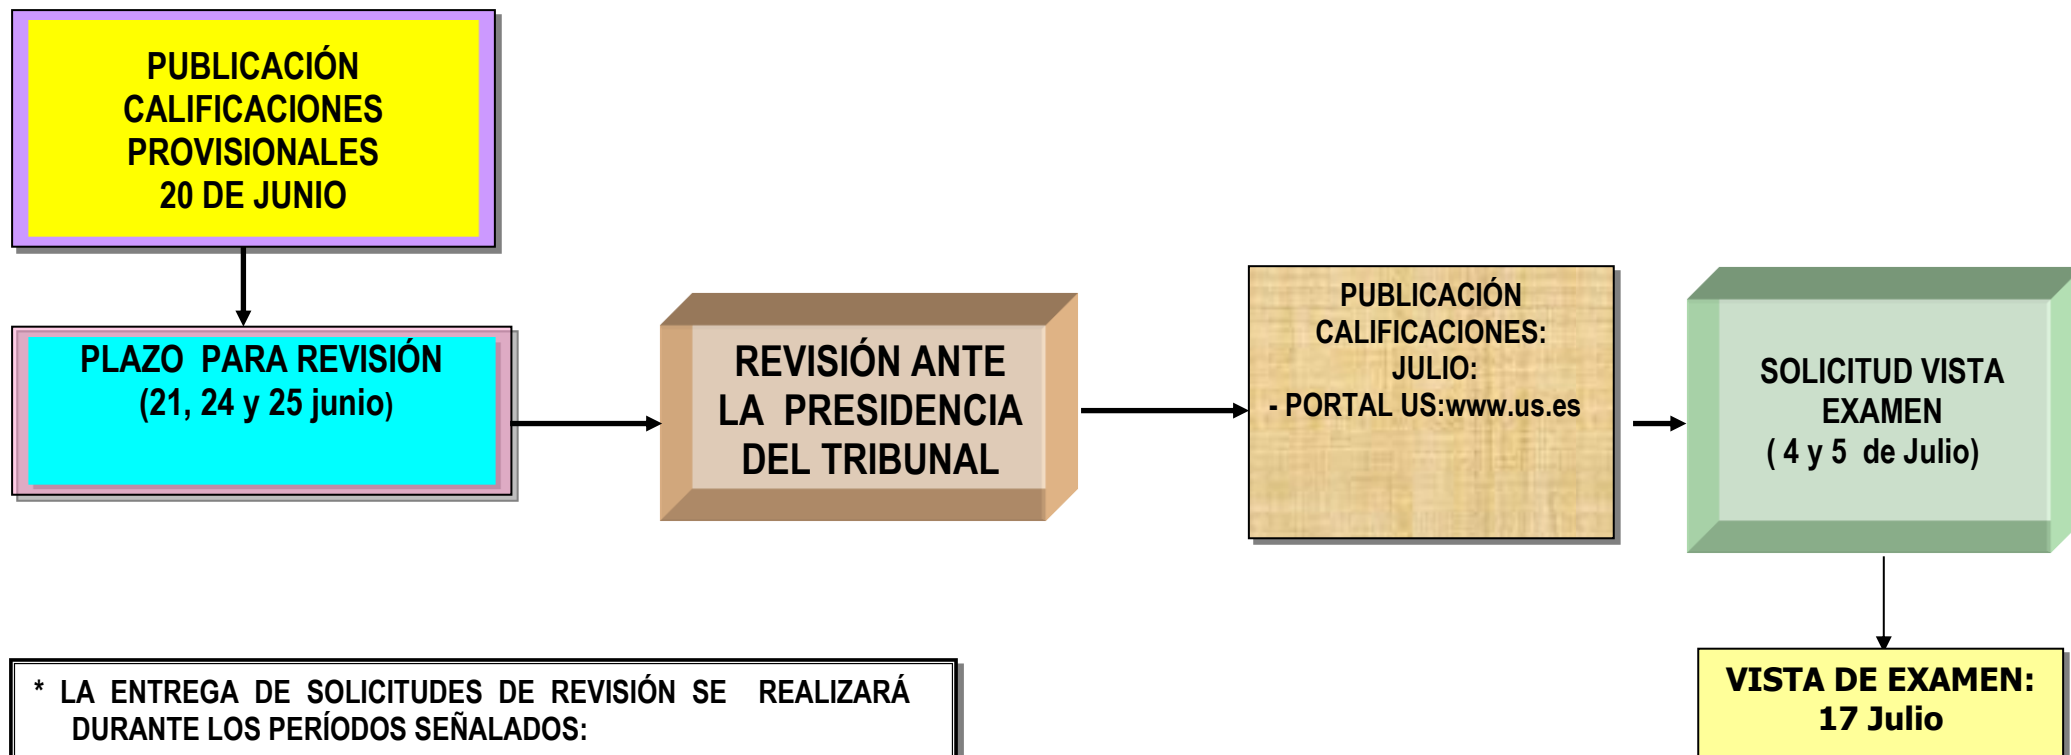 PUBLICACIÓN
CALIFICACIONES
PROVISIONALES
20 DE JUNIO
PLAZO PARA REVISIÓN
(21, 24 y 25 junio)
REVISIÓN ANTE
LA PRESIDENCIA
DEL TRIBUNAL
PUBLICACIÓN
CALIFICACIONES:
JULIO:
- PORTAL US:www.us.es
SOLICITUD VISTA
EXAMEN
( 4 y 5 de Julio)
* LA ENTREGA DE SOLICITUDES DE REVISIÓN SE REALIZARÁ
DURANTE LOS PERÍODOS SEÑALADOS:
VISTA DE EXAMEN:
17 Julio